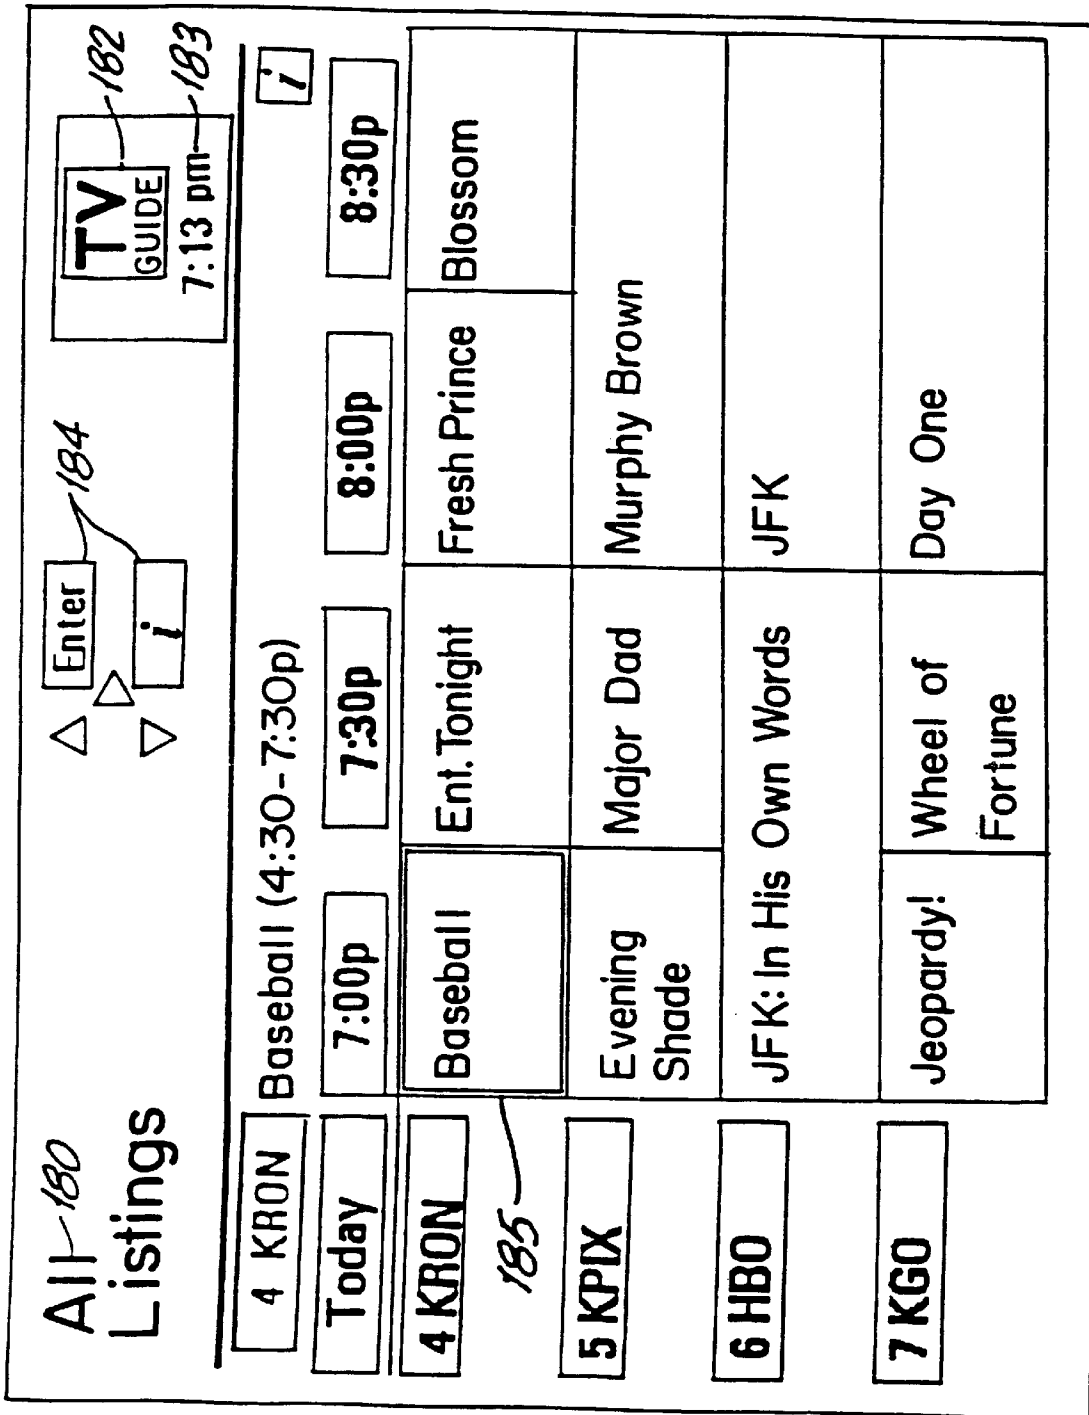 All 180
Listings
Enter 184
i
TV 182
GUIDE
7:13 pm 183
4 KRON Baseball (4:30-7:30p) i
Today 7:00p 7:30p 8:00p 8:30p
4 KRON Baseball Ent. Tonight Fresh Prince Blossom
185
5 KPIX Evening Shade Major Dad Murphy Brown
6 HBO JFK: In His Own Words JFK
7 KGO Jeopardy! Wheel of Fortune Day One